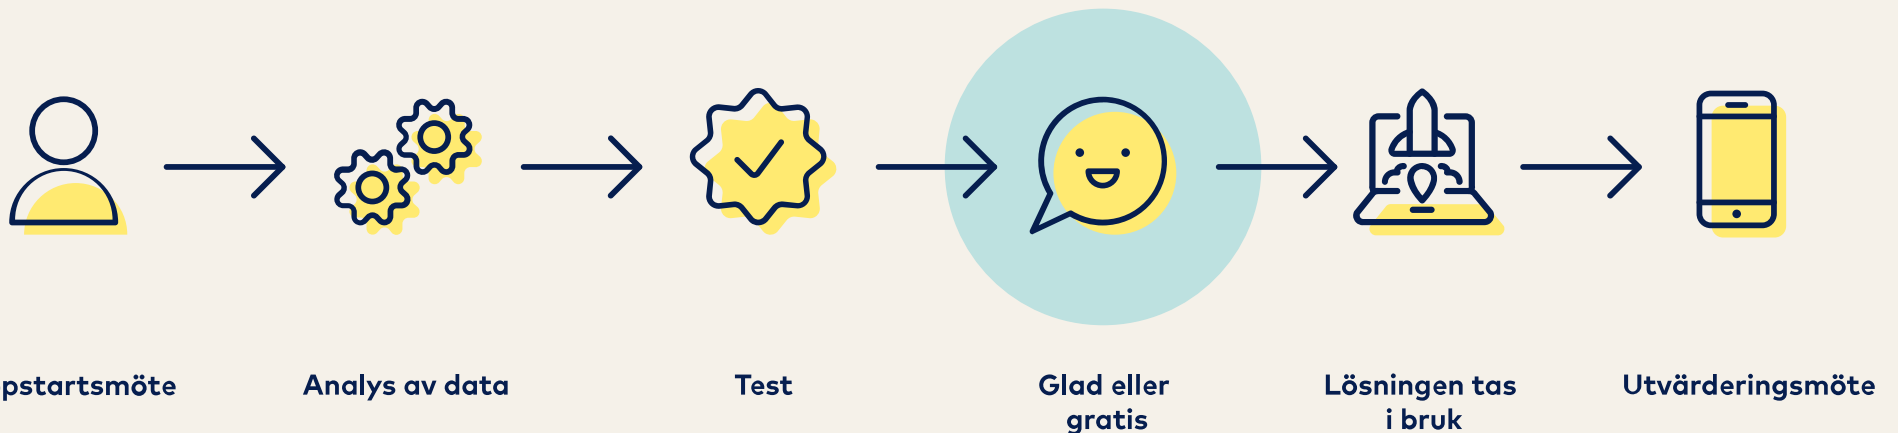 pstartsmöte
Analys av data
Test
Glad eller
gratis
Lösningen tas
i bruk
Utvärderingsmöte